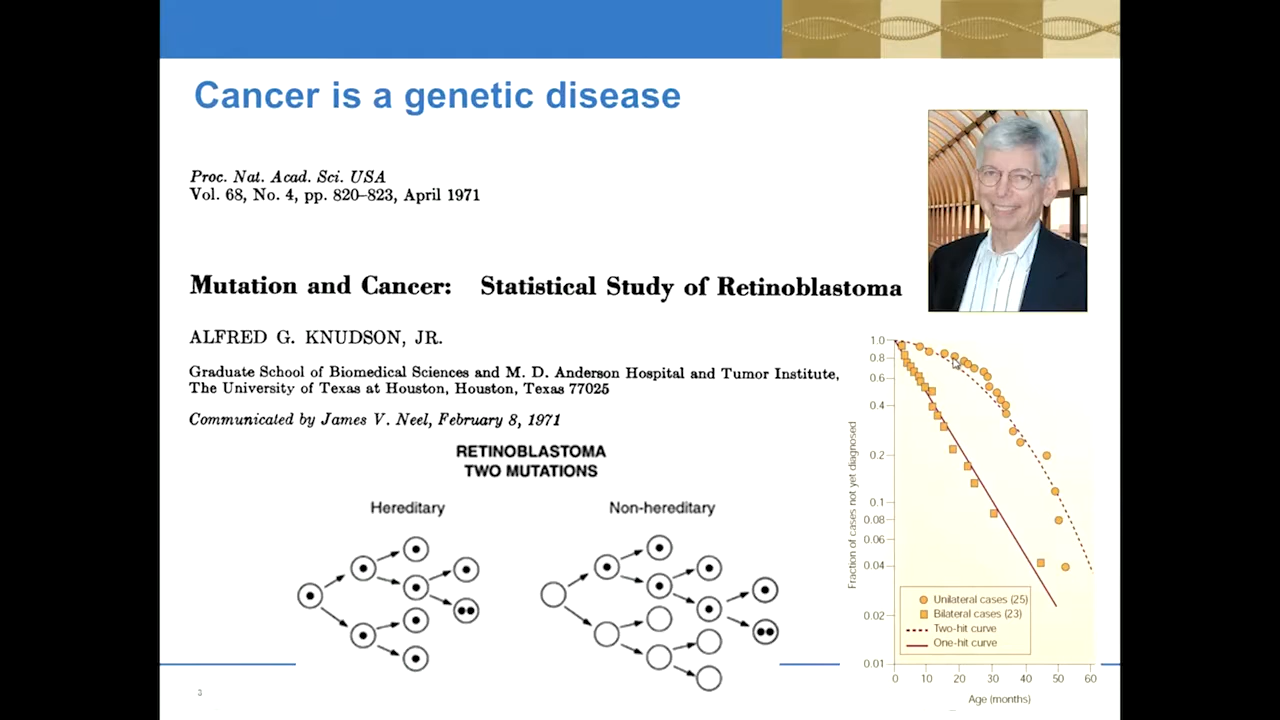 Cancer is a genetic disease
Proc. Nat. Acad. Sci. USA
Vol. 68, No. 4, pp. 820–823, April 1971
Mutation and Cancer: Statistical Study of Retinoblastoma
ALFRED G. KNUDSON, JR.
Graduate School of Biomedical Sciences and M. D. Anderson Hospital and Tumor Institute,
The University of Texas at Houston, Houston, Texas 77025
Communicated by James V. Neel, February 8, 1971
RETINOBLASTOMA
TWO MUTATIONS
Hereditary
Non-hereditary
Fraction of cases not yet diagnosed
1.0
0.8
0.6
0.4
0.2
0.1
0.08
0.06
0.04
0.02
0.01
Unilateral cases (25)
Bilateral cases (23)
Two-hit curve
One-hit curve
0 10 20 30 40 50 60
Age (months)
3